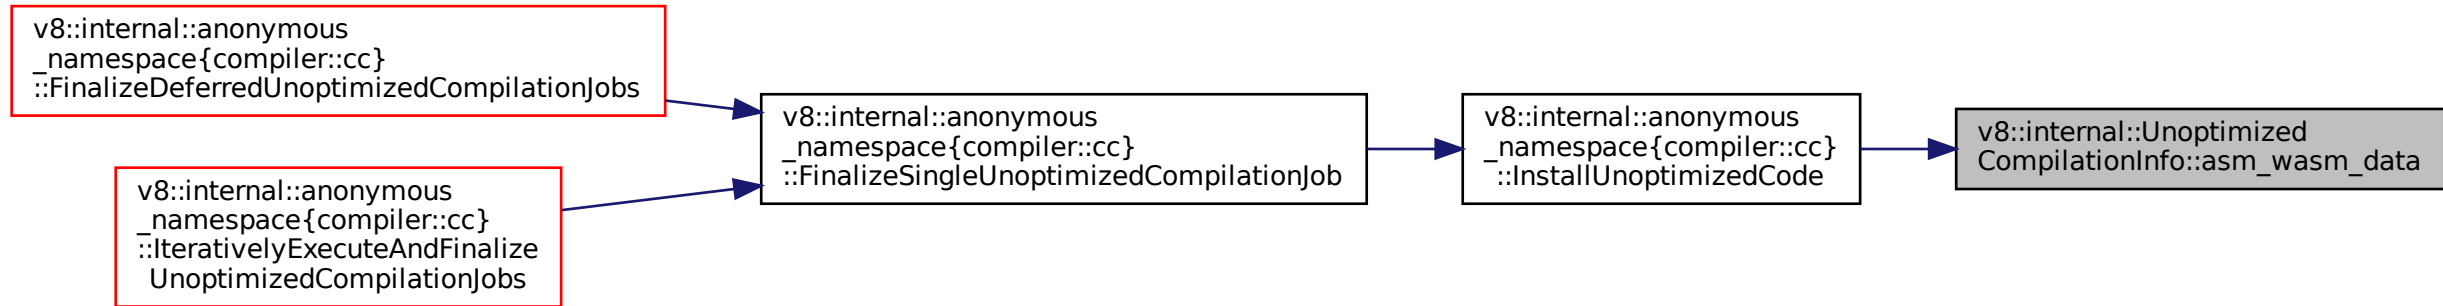 v8::internal::anonymous
_namespace{compiler::cc}
::FinalizeDeferredUnoptimizedCompilationJobs
v8::internal::anonymous
_namespace{compiler::cc}
::IterativelyExecuteAndFinalize
UnoptimizedCompilationJobs
v8::internal::anonymous
_namespace{compiler::cc}
::FinalizeSingleUnoptimizedCompilationJob
v8::internal::anonymous
_namespace{compiler::cc}
::InstallUnoptimizedCode
v8::internal::Unoptimized
CompilationInfo::asm_wasm_data